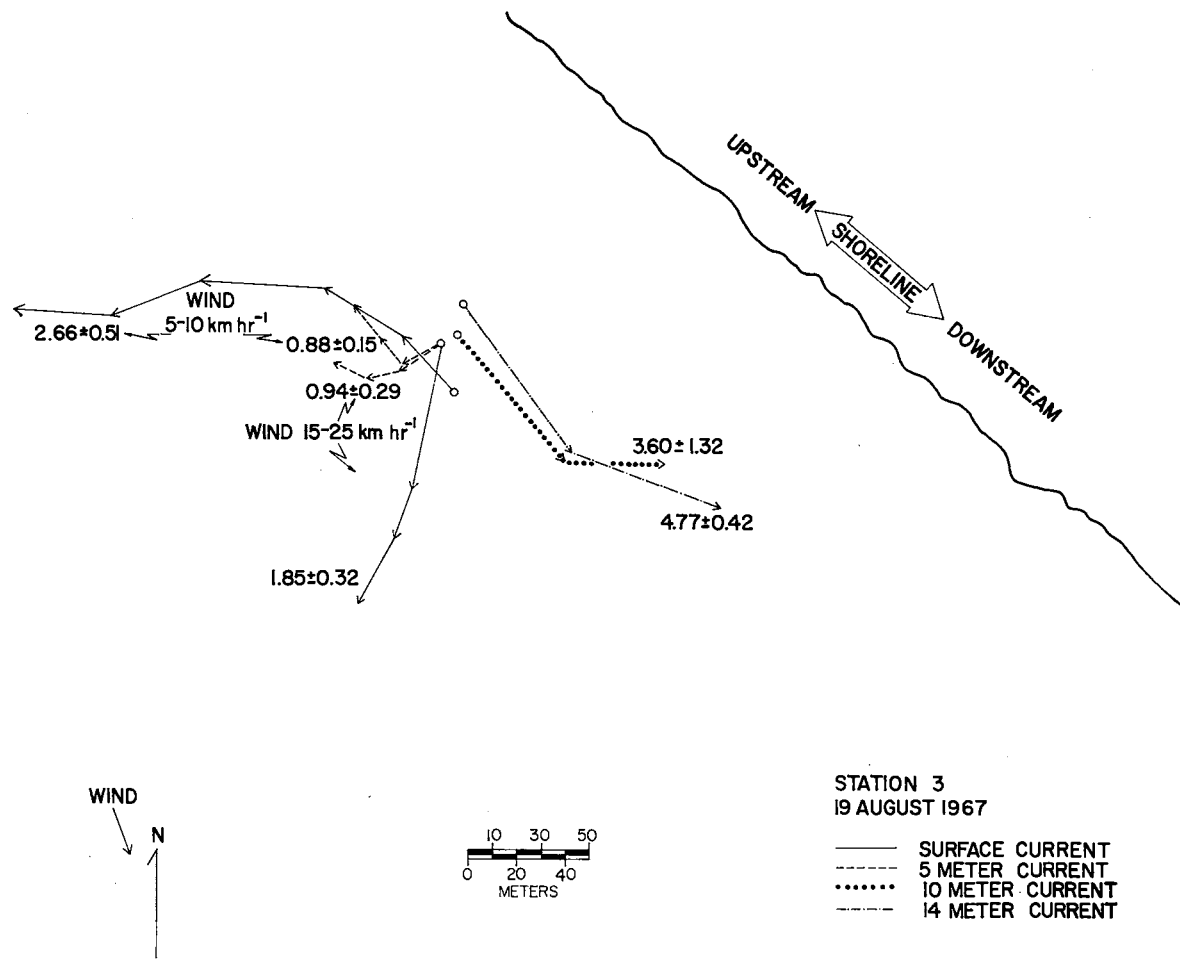 UPSTREAM
SHORELINE
DOWNSTREAM
WIND
5-10 km hr⁻¹
2.66±0.51
0.88±0.15
0.94±0.29
WIND 15-25 km hr⁻¹
3.60±1.32
4.77±0.42
1.85±0.32
WIND
N
10 30 50
0 20 40
METERS
STATION 3
19 AUGUST 1967
SURFACE CURRENT
5 METER CURRENT
10 METER CURRENT
14 METER CURRENT